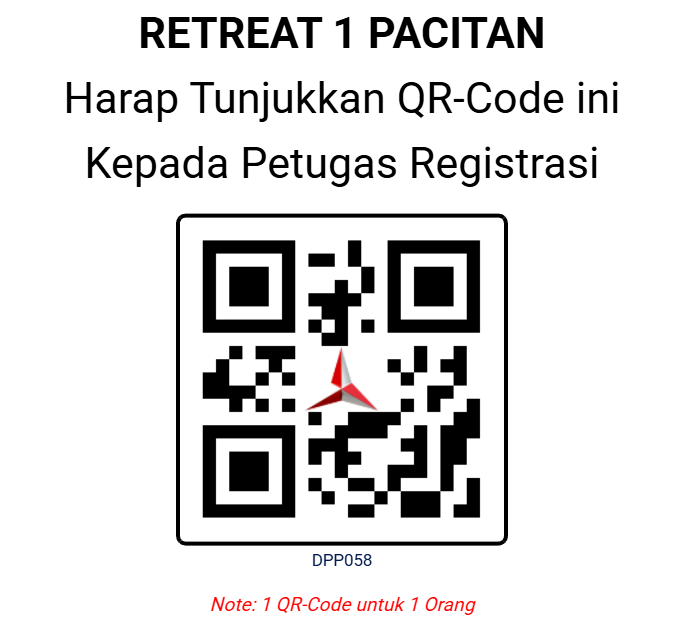 RETREAT 1 PACITAN
Harap Tunjukkan QR-Code ini
Kepada Petugas Registrasi
DPP058
Note: 1 QR-Code untuk 1 Orang